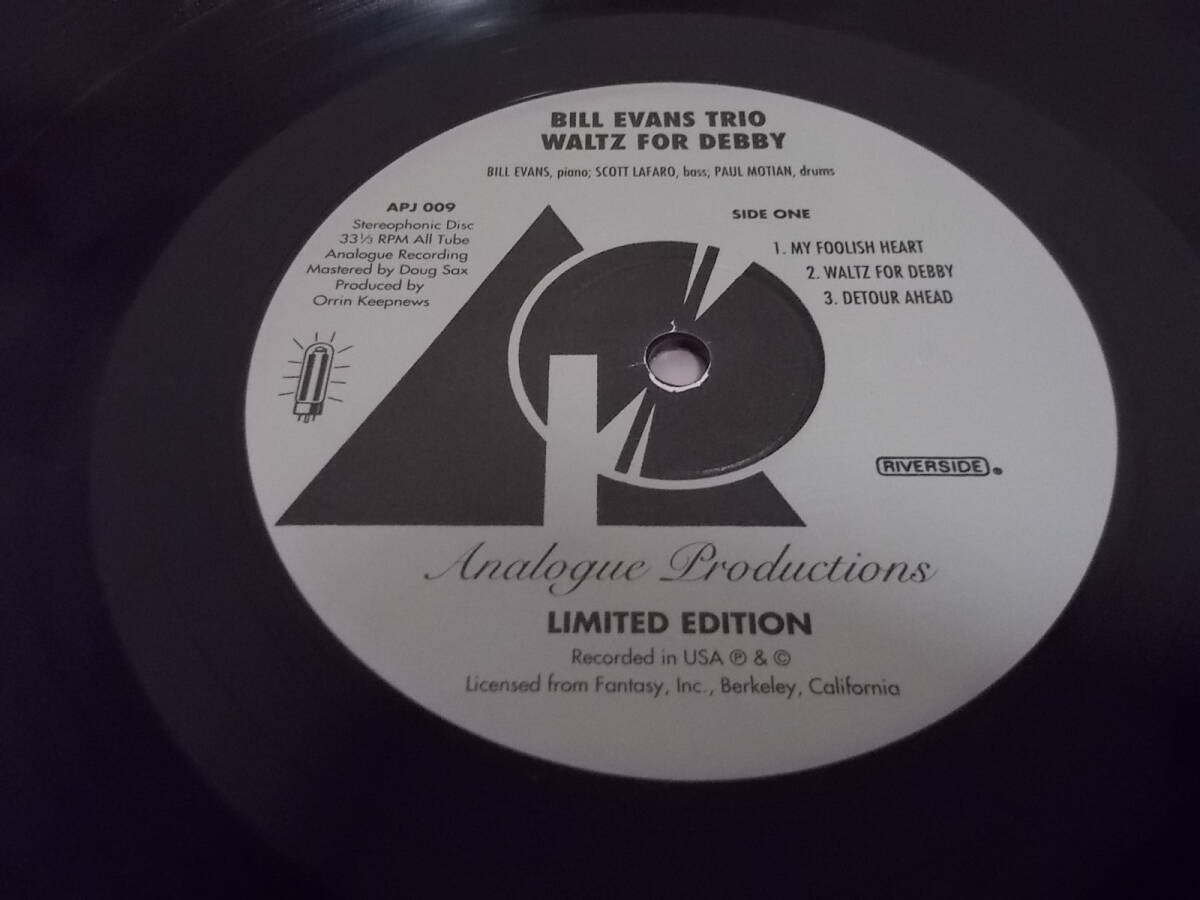 BILL EVANS TRIO
WALTZ FOR DEBBY
BILL EVANS, piano; SCOTT LAFARO, bass; PAUL MOTIAN, drums
APJ 009
Stereophonic Disc
33⅓ RPM All Tube
Analogue Recording
Mastered by Doug Sax
Produced by
Orrin Keepnews
SIDE ONE
1. MY FOOLISH HEART
2. WALTZ FOR DEBBY
3. DETOUR AHEAD
RIVERSIDE®
Analogue Productions
LIMITED EDITION
Recorded in USA ℗ & ©
Licensed from Fantasy, Inc., Berkeley, California